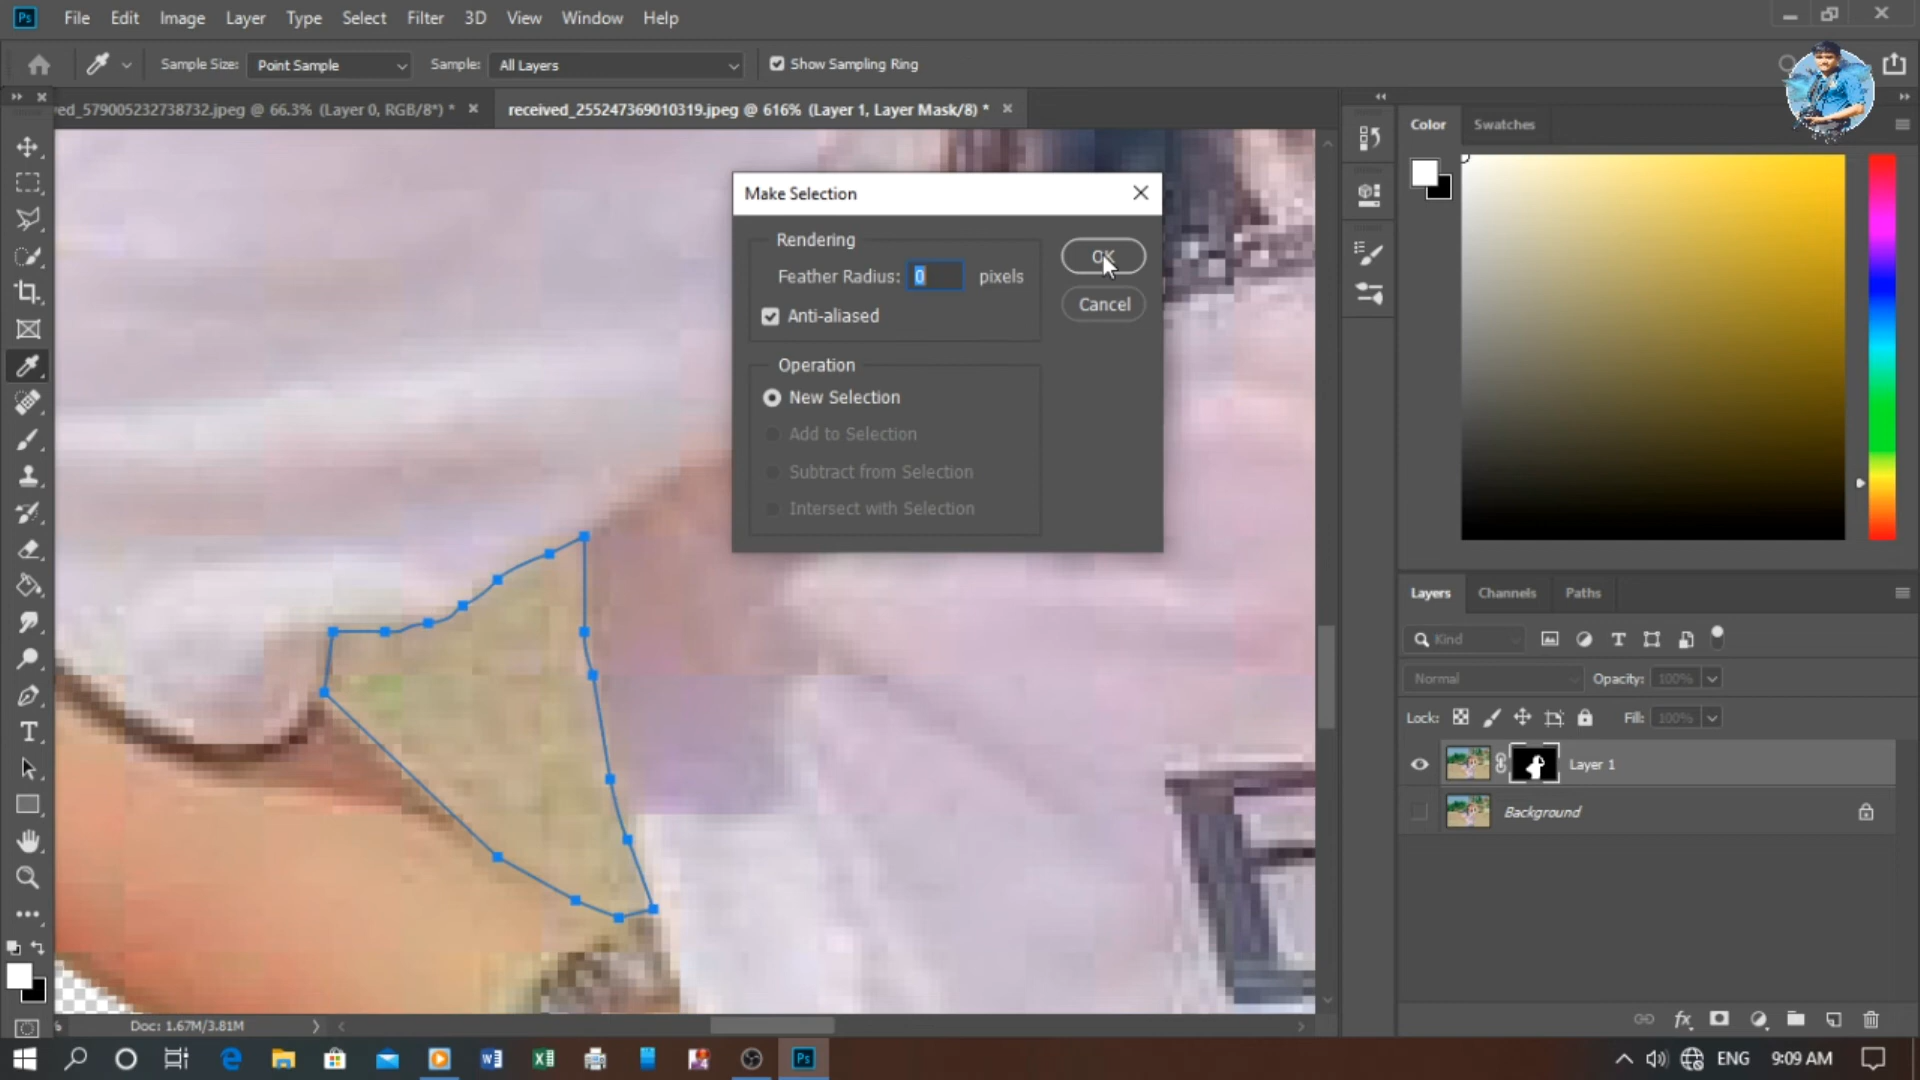 Ps File Edit Image Layer Type Select Filter 3D View Window Help
Sample Size: Point Sample Sample: All Layers Show Sampling Ring
ved_579005232738732.jpeg @ 66.3% (Layer 0, RGB/8*) * received_255247369010319.jpeg @ 616% (Layer 1, Layer Mask/8) *
Color Swatches
Make Selection
Rendering
Feather Radius: 0 pixels
Anti-aliased
OK
Cancel
Operation
New Selection
Add to Selection
Subtract from Selection
Intersect with Selection
Layers Channels Paths
Kind
Normal Opacity: 100%
Lock: Fill: 100%
Layer 1
Background
% Doc: 1.67M/3.81M
ENG 9:09 AM